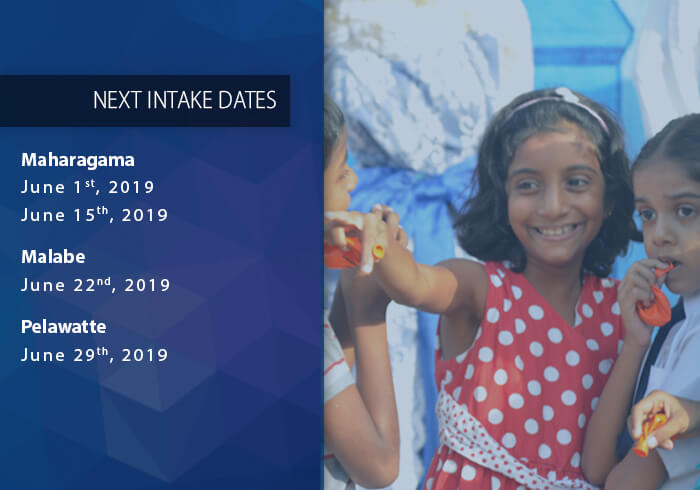 NEXT INTAKE DATES
Maharagama
June 1st, 2019
June 15th, 2019
Malabe
June 22nd, 2019
Pelawatte
June 29th, 2019